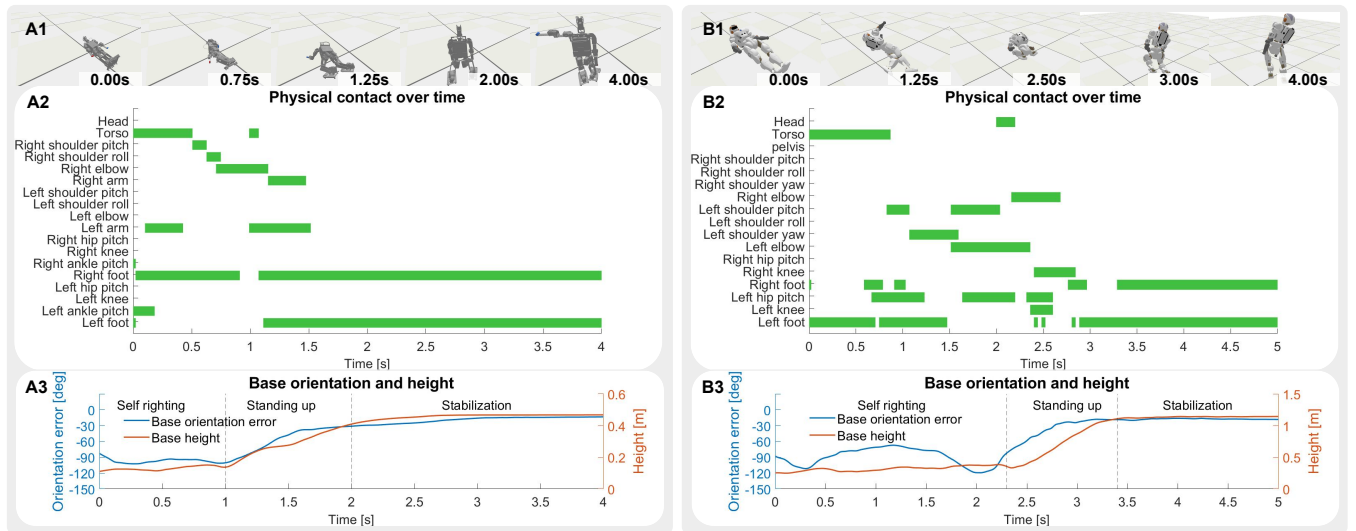 A1
0.00s
0.75s
1.25s
2.00s
4.00s
A2
Physical contact over time
Head
Torso
Right shoulder pitch
Right shoulder roll
Right elbow
Right arm
Left shoulder pitch
Left shoulder roll
Left elbow
Left arm
Right hip pitch
Right knee
Right ankle pitch
Right foot
Left hip pitch
Left knee
Left ankle pitch
Left foot
0 0.5 1 1.5 2 2.5 3 3.5 4
Time [s]
A3
Base orientation and height
Orientation error [deg]
0
-30
-60
-90
-120
-150
Self righting
Standing up
Stabilization
Base orientation error
Base height
0.6
0.4
0.2
0
Height [m]
0 0.5 1 1.5 2 2.5 3 3.5 4
Time [s]
B1
0.00s
1.25s
2.50s
3.00s
4.00s
B2
Physical contact over time
Head
Torso
pelvis
Right shoulder pitch
Right shoulder roll
Right shoulder yaw
Right elbow
Left shoulder pitch
Left shoulder roll
Left shoulder yaw
Left elbow
Right hip pitch
Right knee
Right foot
Left hip pitch
Left knee
Left foot
0 0.5 1 1.5 2 2.5 3 3.5 4 4.5 5
Time [s]
B3
Base orientation and height
Orientation error [deg]
0
-30
-60
-90
-120
-150
Self righting
Standing up
Stabilization
Base orientation error
Base height
1.5
1
0.5
0
Height [m]
0 0.5 1 1.5 2 2.5 3 3.5 4 4.5 5
Time [s]